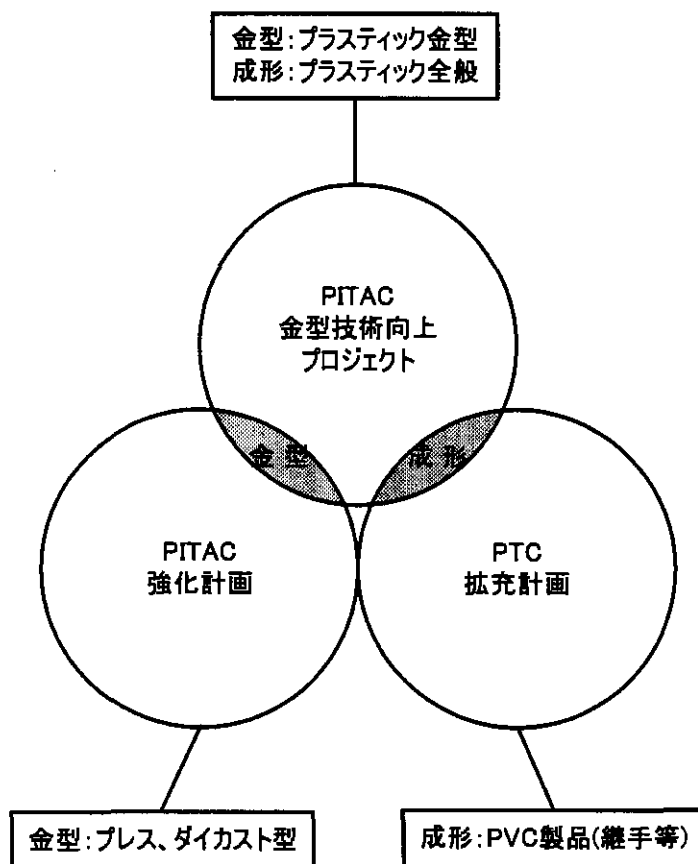 金型:プラスティック金型
成形:プラスティック全般
PITAC
金型技術向上
プロジェクト
金型
成形
PITAC
強化計画
PTC
拡充計画
金型:プレス、ダイカスト型
成形:PVC製品(継手等)